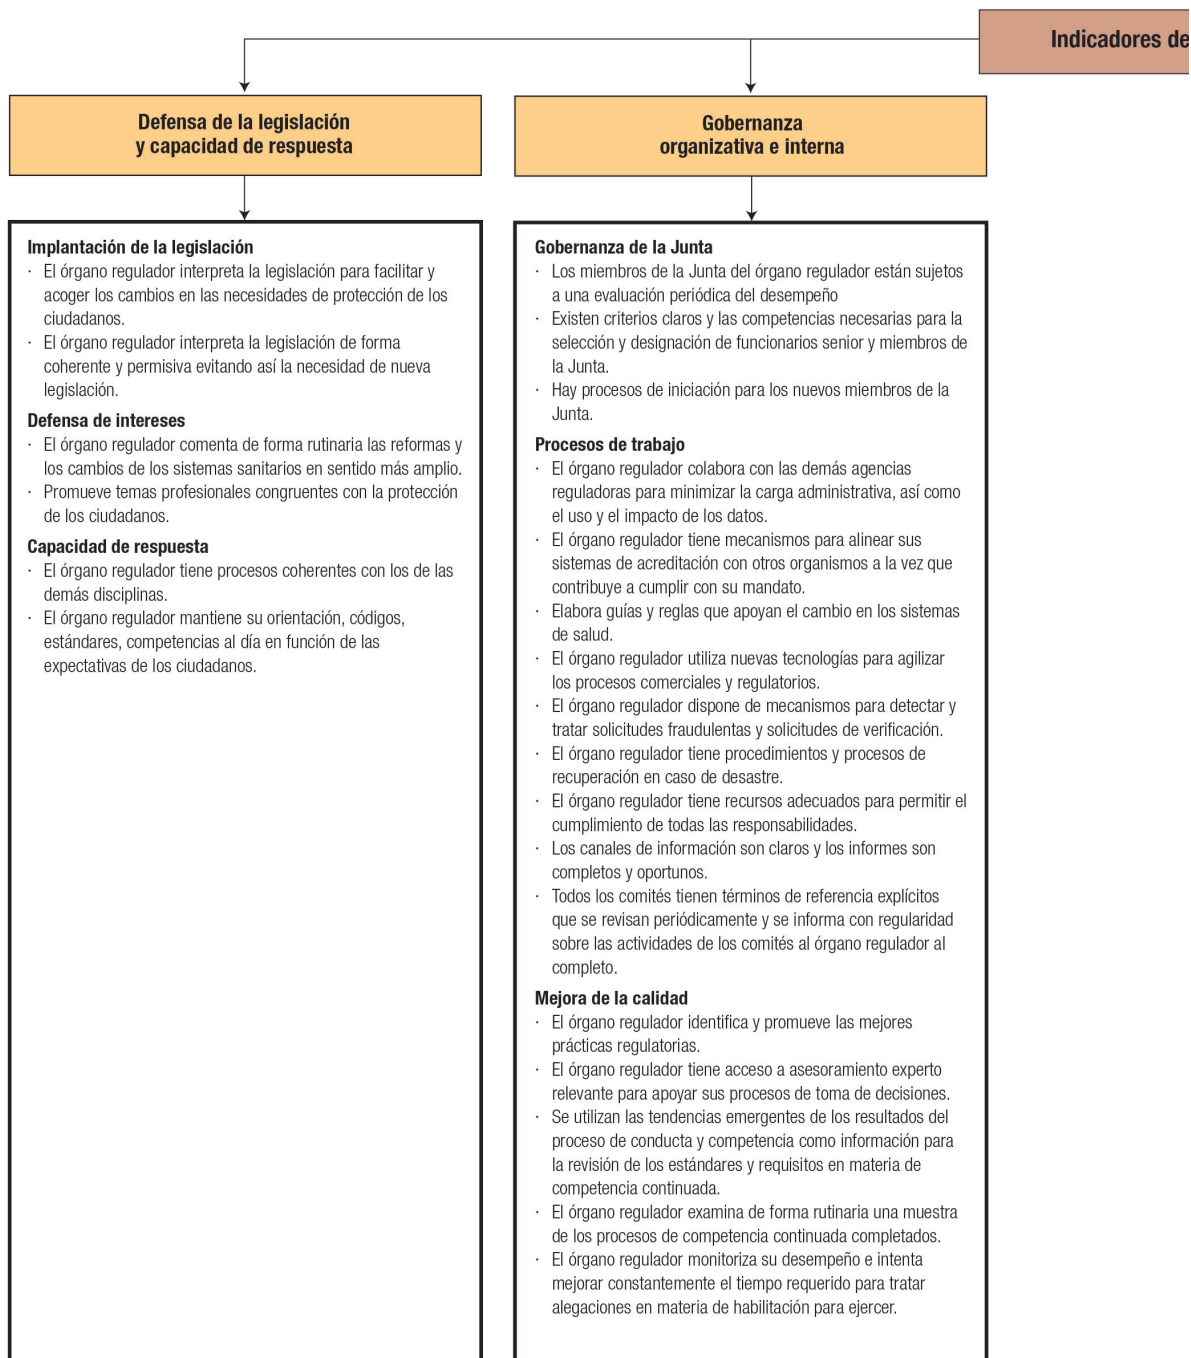 Indicadores de
Defensa de la legislación
y capacidad de respuesta
Implantación de la legislación
· El órgano regulador interpreta la legislación para facilitar y
acoger los cambios en las necesidades de protección de los
ciudadanos.
· El órgano regulador interpreta la legislación de forma
coherente y permisiva evitando así la necesidad de nueva
legislación.
Defensa de intereses
· El órgano regulador comenta de forma rutinaria las reformas y
los cambios de los sistemas sanitarios en sentido más amplio.
· Promueve temas profesionales congruentes con la protección
de los ciudadanos.
Capacidad de respuesta
· El órgano regulador tiene procesos coherentes con los de las
demás disciplinas.
· El órgano regulador mantiene su orientación, códigos,
estándares, competencias al día en función de las
expectativas de los ciudadanos.
Gobernanza
organizativa e interna
Gobernanza de la Junta
· Los miembros de la Junta del órgano regulador están sujetos
a una evaluación periódica del desempeño
· Existen criterios claros y las competencias necesarias para la
selección y designación de funcionarios senior y miembros de
la Junta.
· Hay procesos de iniciación para los nuevos miembros de la
Junta.
Procesos de trabajo
· El órgano regulador colabora con las demás agencias
reguladoras para minimizar la carga administrativa, así como
el uso y el impacto de los datos.
· El órgano regulador tiene mecanismos para alinear sus
sistemas de acreditación con otros organismos a la vez que
contribuye a cumplir con su mandato.
· Elabora guías y reglas que apoyan el cambio en los sistemas
de salud.
· El órgano regulador utiliza nuevas tecnologías para agilizar
los procesos comerciales y regulatorios.
· El órgano regulador dispone de mecanismos para detectar y
tratar solicitudes fraudulentas y solicitudes de verificación.
· El órgano regulador tiene procedimientos y procesos de
recuperación en caso de desastre.
· El órgano regulador tiene recursos adecuados para permitir el
cumplimiento de todas las responsabilidades.
· Los canales de información son claros y los informes son
completos y oportunos.
· Todos los comités tienen términos de referencia explícitos
que se revisan periódicamente y se informa con regularidad
sobre las actividades de los comités al órgano regulador al
completo.
Mejora de la calidad
· El órgano regulador identifica y promueve las mejores
prácticas regulatorias.
· El órgano regulador tiene acceso a asesoramiento experto
relevante para apoyar sus procesos de toma de decisiones.
· Se utilizan las tendencias emergentes de los resultados del
proceso de conducta y competencia como información para
la revisión de los estándares y requisitos en materia de
competencia continuada.
· El órgano regulador examina de forma rutinaria una muestra
de los procesos de competencia continuada completados.
· El órgano regulador monitoriza su desempeño e intenta
mejorar constantemente el tiempo requerido para tratar
alegaciones en materia de habilitación para ejercer.